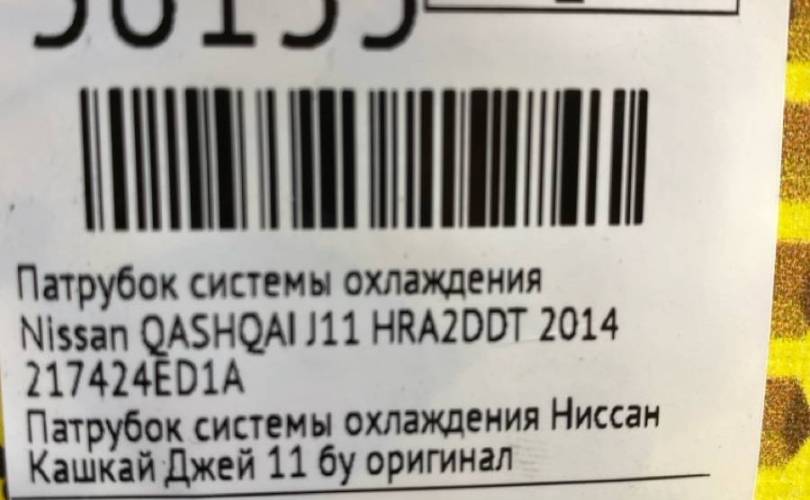 Патрубок системы охлаждения
Nissan QASHQAI J11 HRA2DDT 2014
217424ED1A
Патрубок системы охлаждения Ниссан
Кашкай Джей 11 бу оригинал